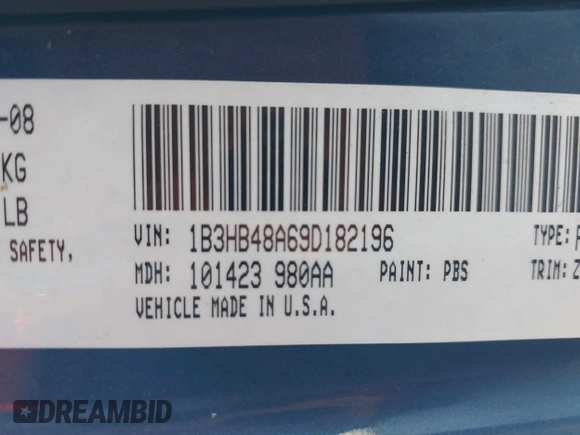 -08
KG
LB
SAFETY,
VIN: 1B3HB48A69D182196
TYPE:
MDH: 101423 980AA PAINT: PBS TRIM: Z
VEHICLE MADE IN U.S.A.
DREAMBID